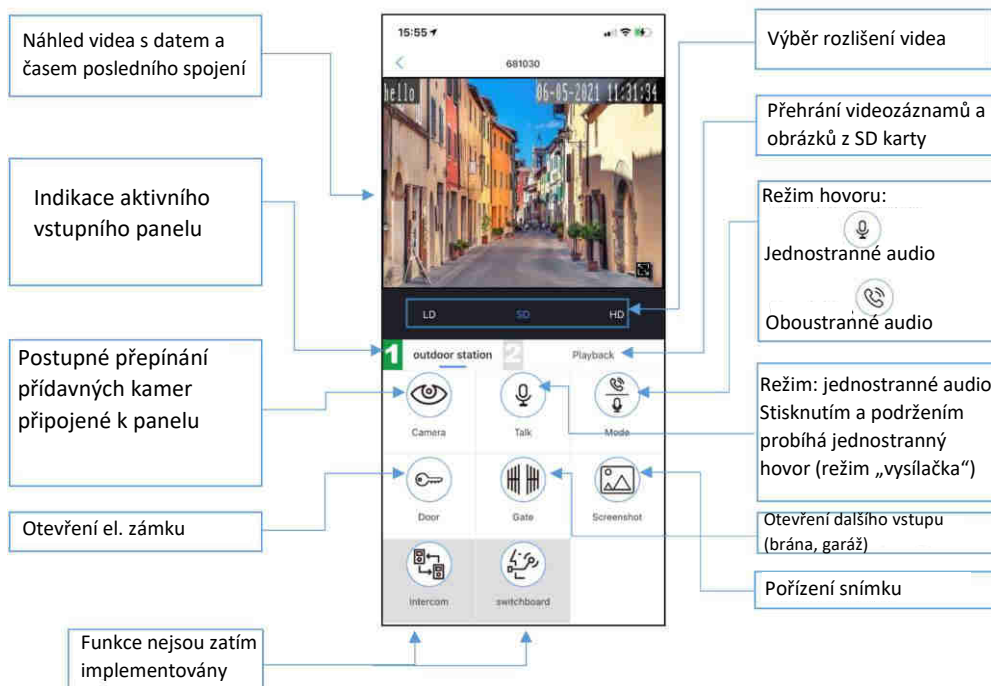 Náhled videa s datem a
časem posledního spojení
Indikace aktivního
vstupního panelu
Postupné přepínání
přídavných kamer
připojené k panelu
Otevření el. zámku
Funkce nejsou zatím
implementovány
15:55
681030
hello 06-05-2021 11:31:34
LD SD HD
1 outdoor station 2 Playback
Camera Talk Mode
Door Gate Screenshot
Intercom switchboard
Výběr rozlišení videa
Přehrání videozáznamů a
obrázků z SD karty
Režim hovoru:
Jednostranné audio
Oboustranné audio
Režim: jednostranné audio
Stisknutím a podržením
probíhá jednostranný
hovor (režim „vysílačka“)
Otevření dalšího vstupu
(brána, garáž)
Pořízení snímku